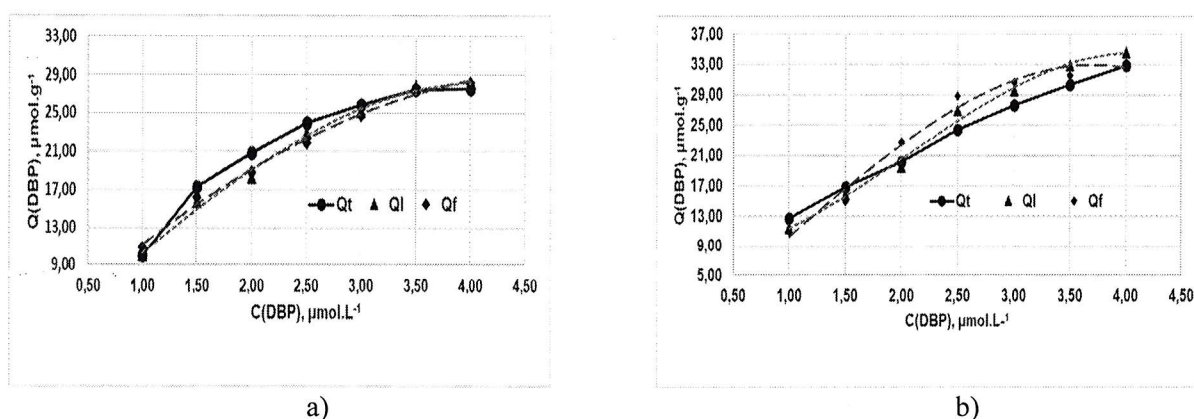 Q(DBP), µmol.g⁻¹
33,00
29,00
25,00
21,00
17,00
13,00
9,00
Qt Ql Qf
0,50 1,00 1,50 2,00 2,50 3,00 3,50 4,00 4,50
C(DBP), µmol.L⁻¹
a)
Q(DBP), µmol.g⁻¹
37,00
33,00
29,00
25,00
21,00
17,00
13,00
9,00
5,00
Qt Ql Qf
0,50 1,00 1,50 2,00 2,50 3,00 3,50 4,00 4,50
C(DBP), µmol.L⁻¹
b)